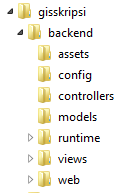 gisskripsi
backend
assets
config
controllers
models
runtime
views
web